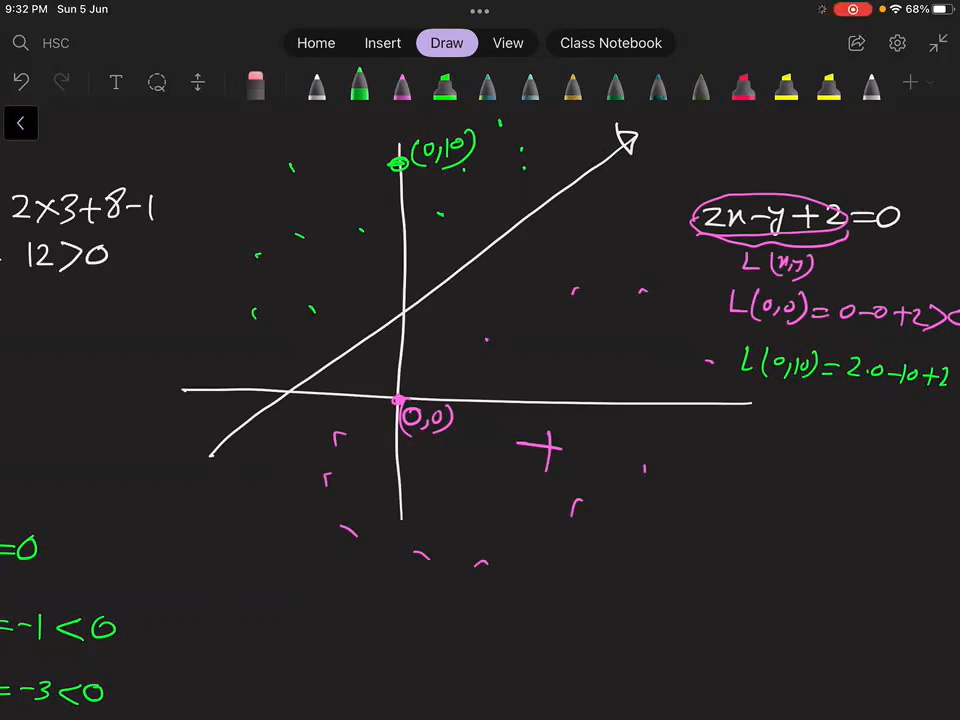 9:32 PM Sun 5 Jun
68%
HSC
Home Insert Draw View Class Notebook
T
(0,10)
2×3+8-1
12>0
2x-y+2=0
L(x,y)
L(0,0)=0-0+2>
L(0,10)=2·0-10+2
(0,0)
+
=0
=-1<0
=-3<0